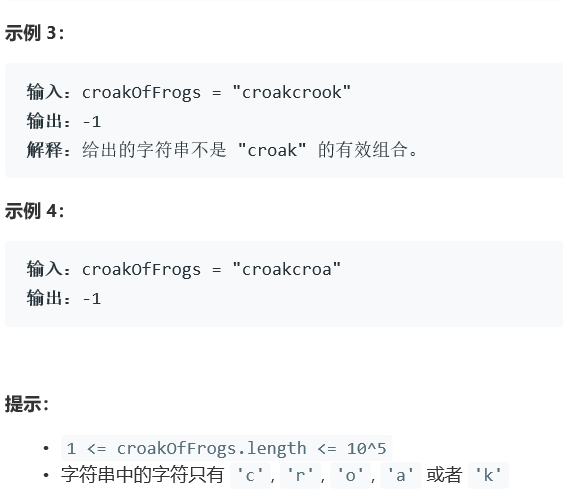 示例 3：
输入：croakOfFrogs = "croakcrook"
输出：-1
解释：给出的字符串不是 "croak" 的有效组合。
示例 4：
输入：croakOfFrogs = "croakcroa"
输出：-1
提示：
• 1 <= croakOfFrogs.length <= 10^5
• 字符串中的字符只有 'c', 'r', 'o', 'a' 或者 'k'